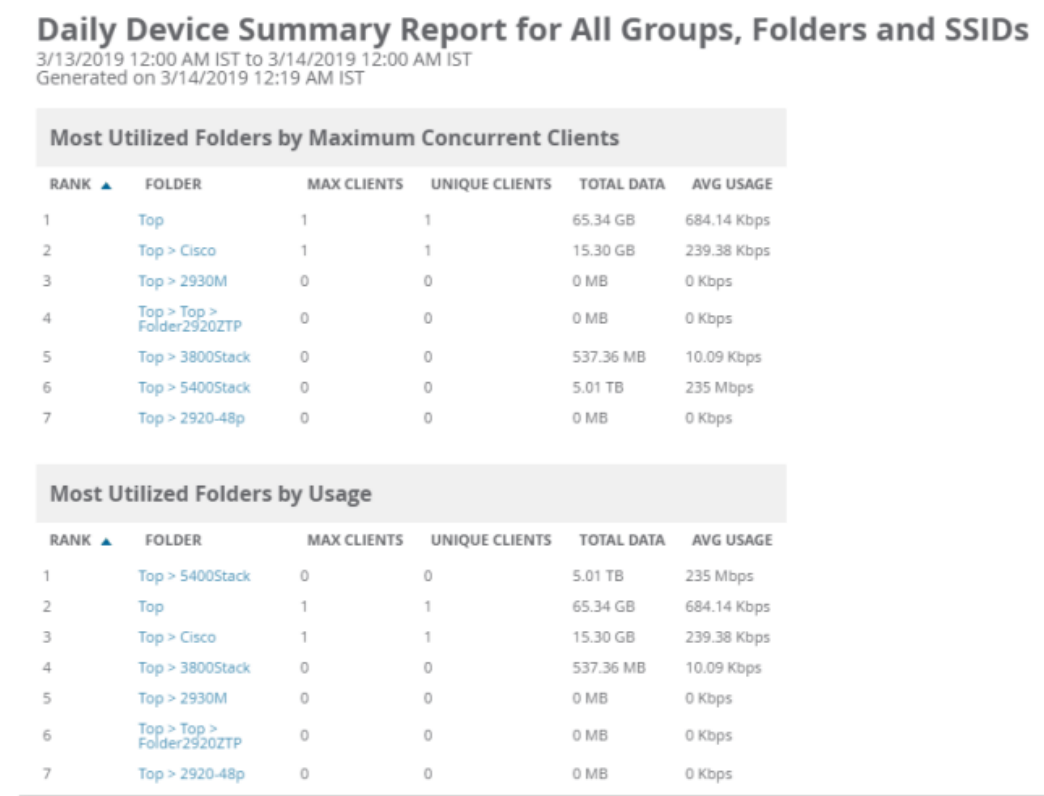 Daily Device Summary Report for All Groups, Folders and SSIDs
3/13/2019 12:00 AM IST to 3/14/2019 12:00 AM IST
Generated on 3/14/2019 12:19 AM IST
Most Utilized Folders by Maximum Concurrent Clients
RANK ▲ FOLDER MAX CLIENTS UNIQUE CLIENTS TOTAL DATA AVG USAGE
1 Top 1 1 65.34 GB 684.14 Kbps
2 Top > Cisco 1 1 15.30 GB 239.38 Kbps
3 Top > 2930M 0 0 0 MB 0 Kbps
4 Top > Top >
Folder2920ZTP 0 0 0 MB 0 Kbps
5 Top > 3800Stack 0 0 537.36 MB 10.09 Kbps
6 Top > 5400Stack 0 0 5.01 TB 235 Mbps
7 Top > 2920-48p 0 0 0 MB 0 Kbps
Most Utilized Folders by Usage
RANK ▲ FOLDER MAX CLIENTS UNIQUE CLIENTS TOTAL DATA AVG USAGE
1 Top > 5400Stack 0 0 5.01 TB 235 Mbps
2 Top 1 1 65.34 GB 684.14 Kbps
3 Top > Cisco 1 1 15.30 GB 239.38 Kbps
4 Top > 3800Stack 0 0 537.36 MB 10.09 Kbps
5 Top > 2930M 0 0 0 MB 0 Kbps
6 Top > Top >
Folder2920ZTP 0 0 0 MB 0 Kbps
7 Top > 2920-48p 0 0 0 MB 0 Kbps